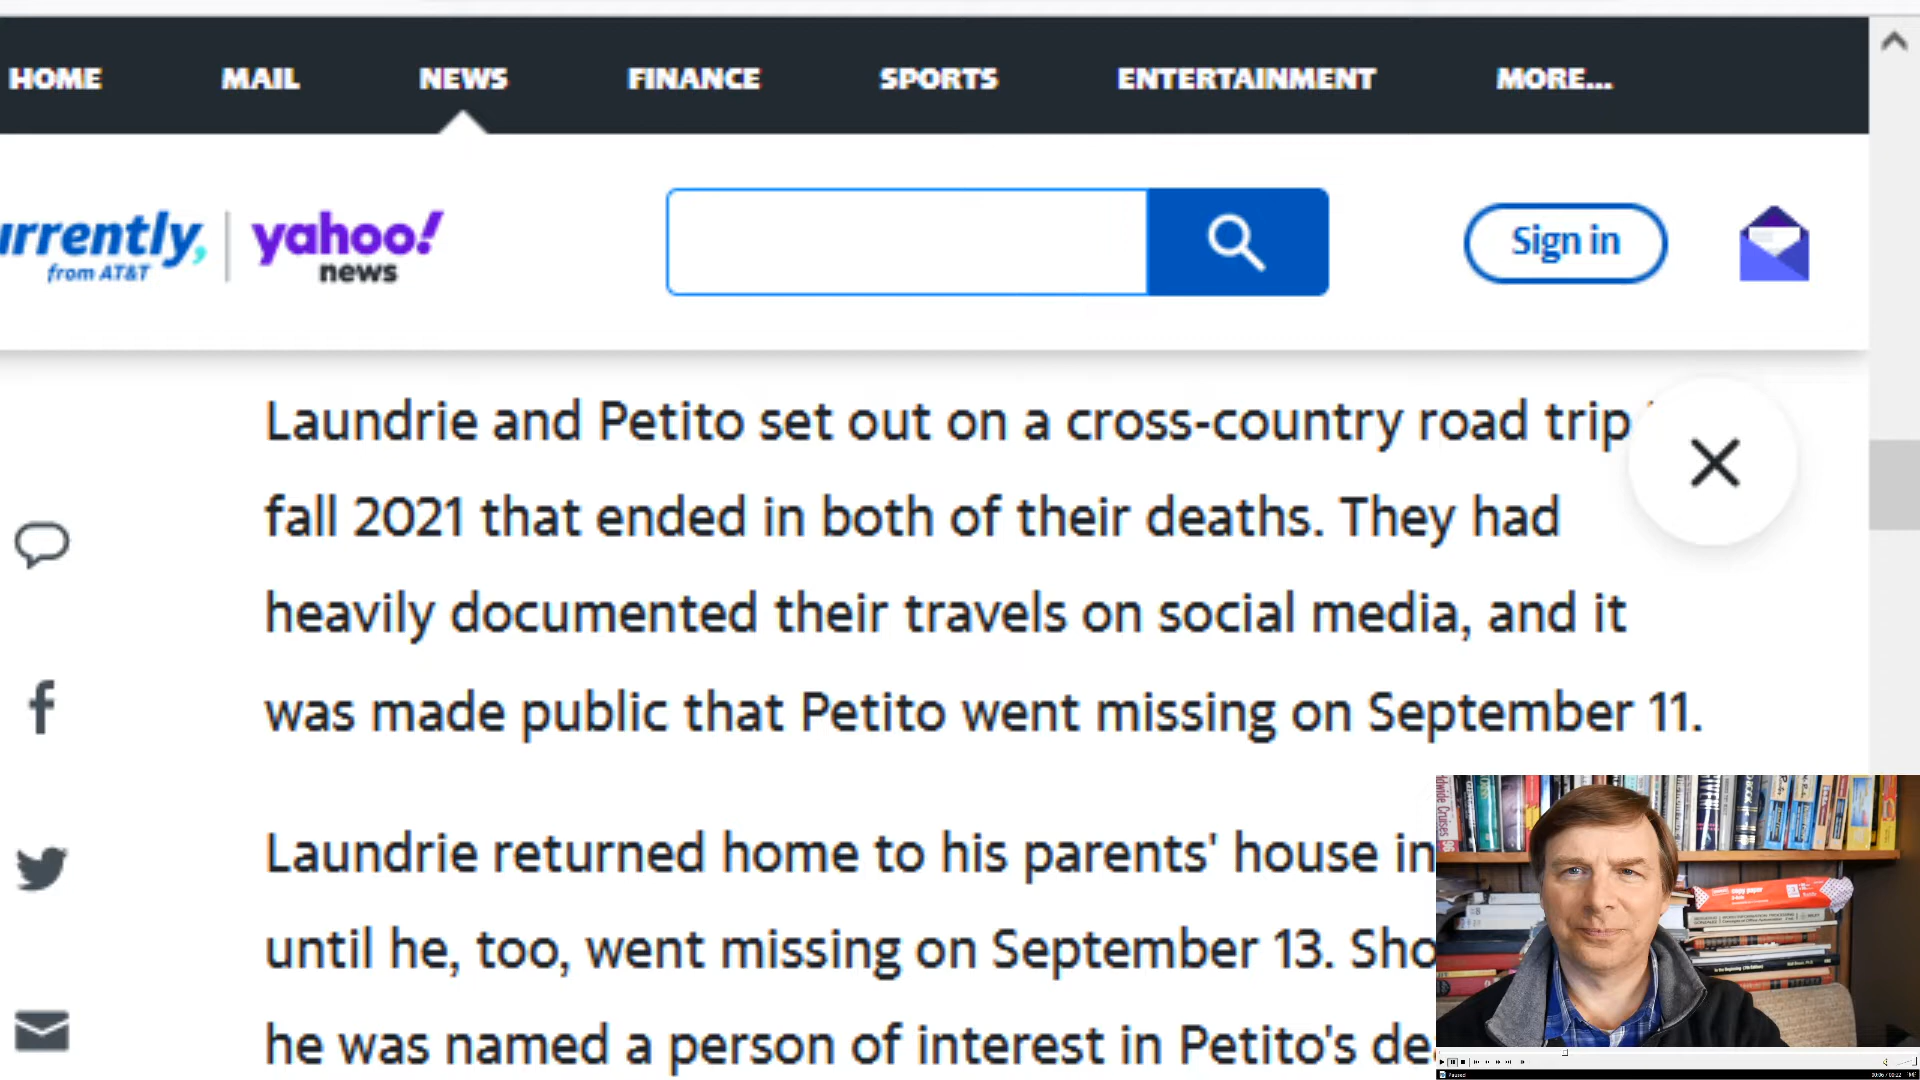 HOME MAIL NEWS FINANCE SPORTS ENTERTAINMENT MORE...
urrently, yahoo! Sign in
from AT&T news
Laundrie and Petito set out on a cross-country road trip
fall 2021 that ended in both of their deaths. They had
heavily documented their travels on social media, and it
was made public that Petito went missing on September 11.
Laundrie returned home to his parents' house in
until he, too, went missing on September 13. Sho
he was named a person of interest in Petito's de
copy paper
Paused